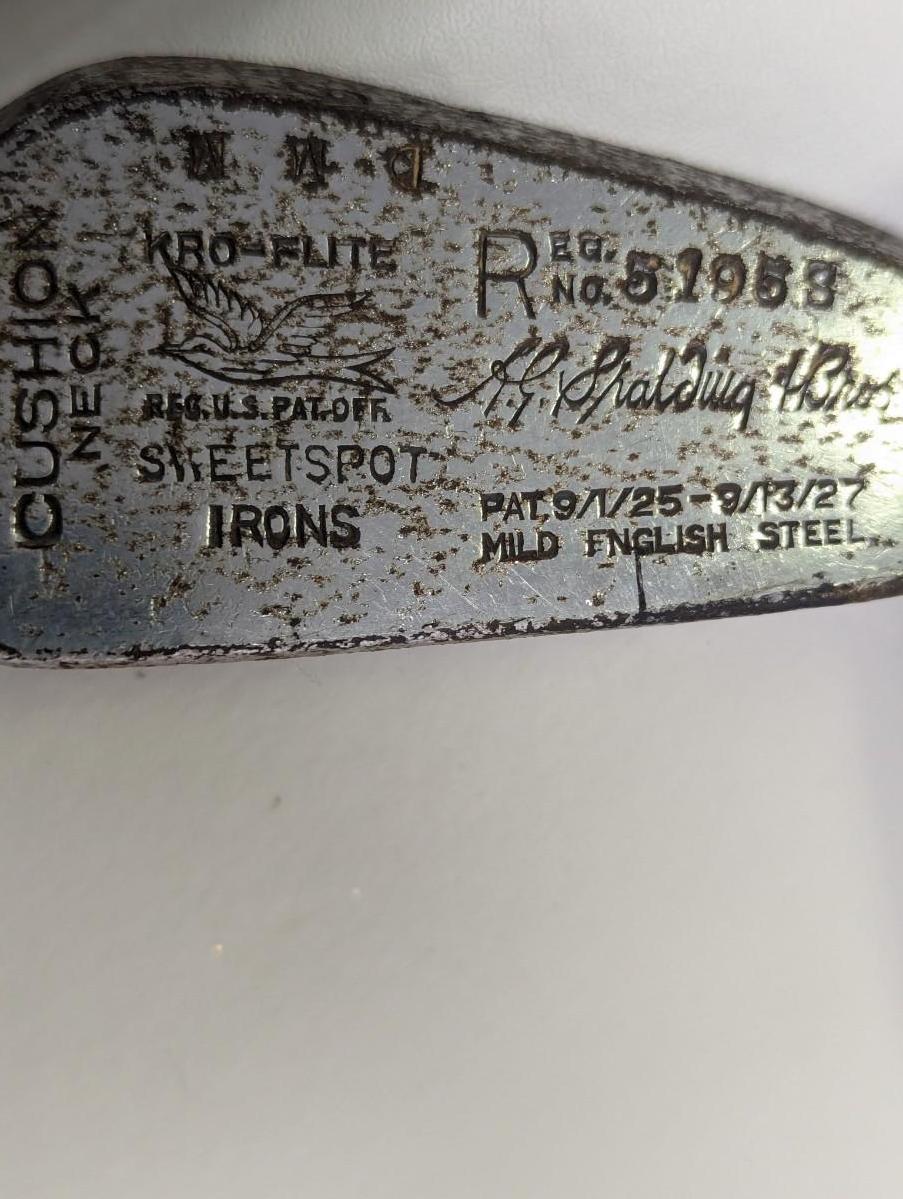 D M M
CUSHION
NECK
KRO-FLITE
REG. U.S. PAT. OFF.
SWEETSPOT
IRONS
REG.
NO. 51953
A.G. Spalding & Bros
PAT. 9/1/25-9/13/27
MILD ENGLISH STEEL